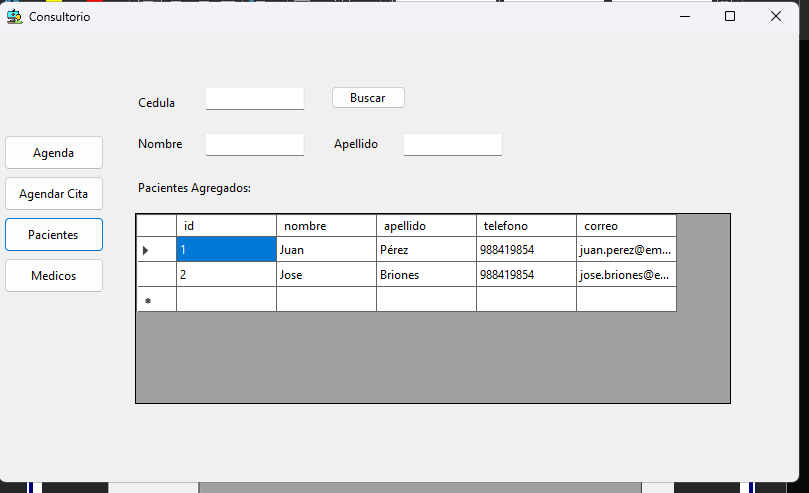 Consultorio
Cedula Buscar
Nombre Apellido
Agenda
Agendar Cita
Pacientes
Medicos
Pacientes Agregados:
id nombre apellido telefono correo
1 Juan Pérez 988419854 juan.perez@em...
2 Jose Briones 988419854 jose.briones@e...